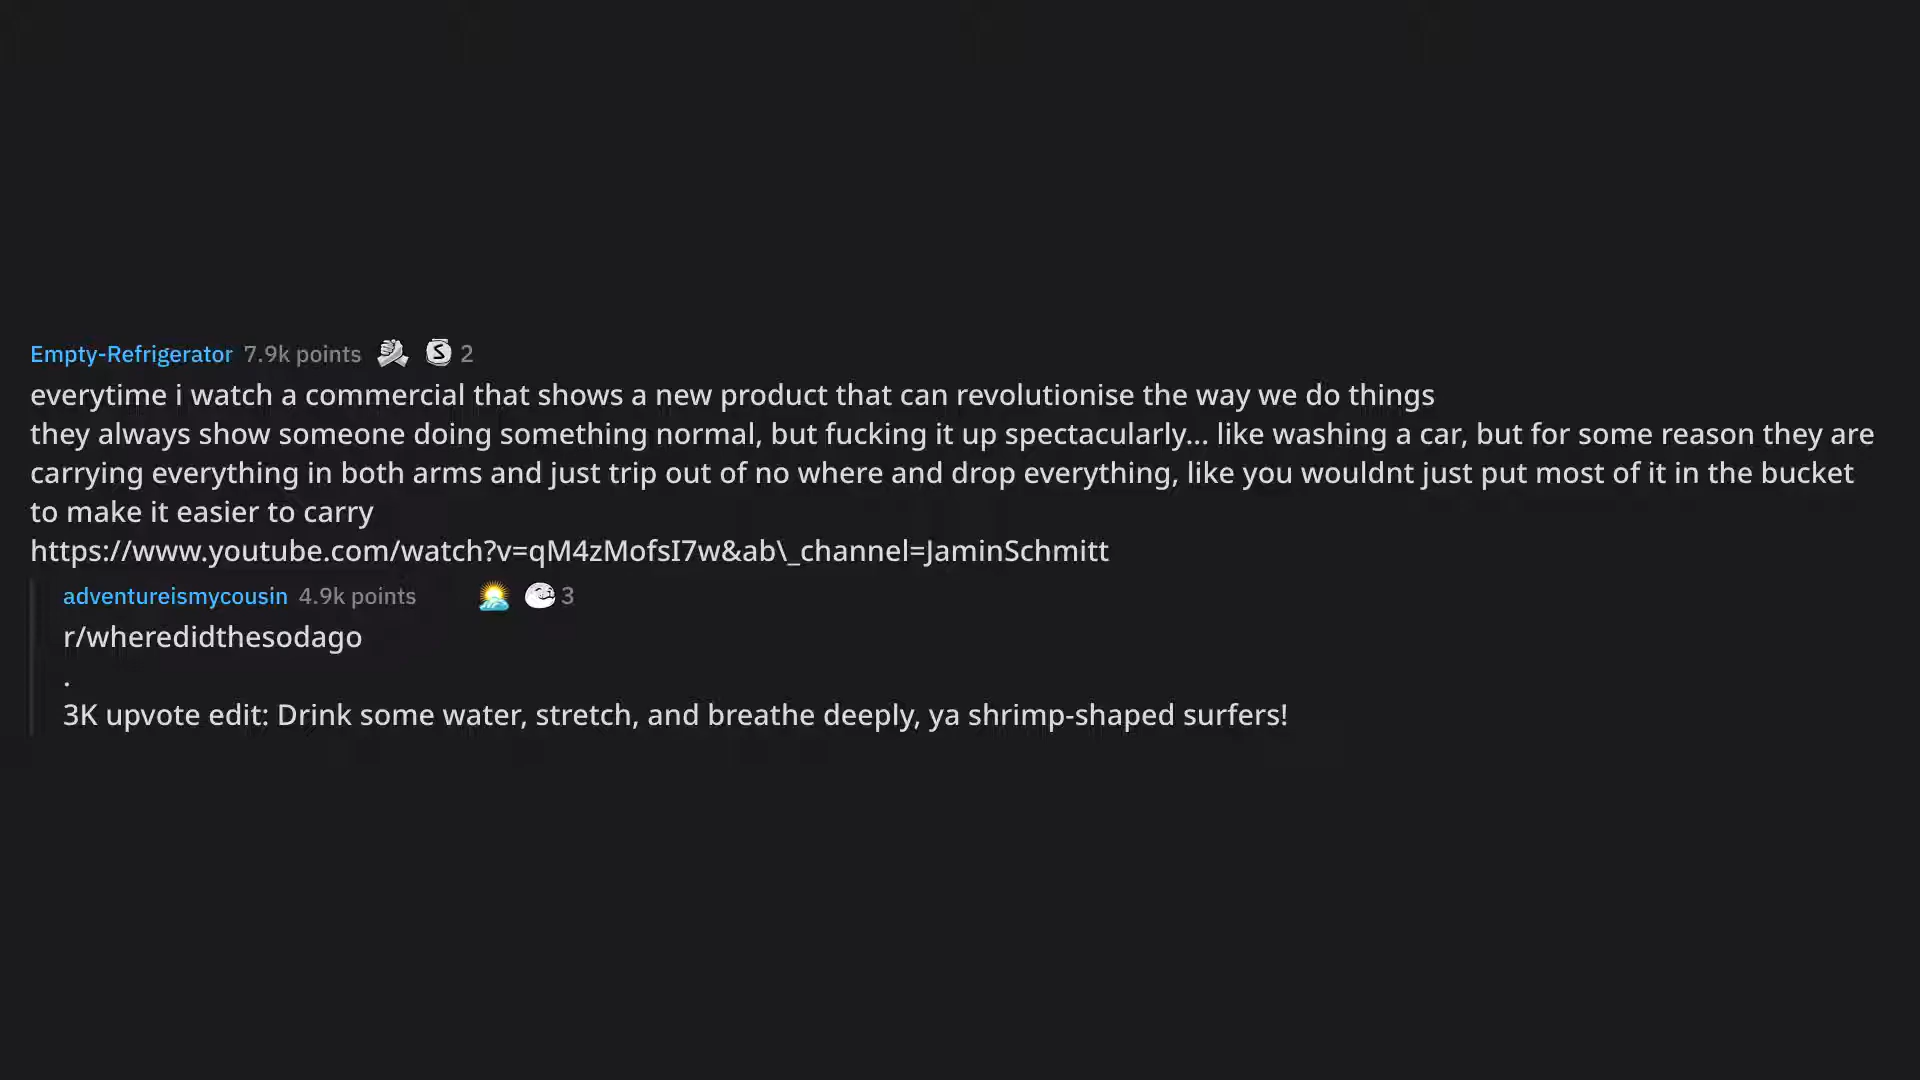 Empty-Refrigerator 7.9k points 2
everytime i watch a commercial that shows a new product that can revolutionise the way we do things
they always show someone doing something normal, but fucking it up spectacularly... like washing a car, but for some reason they are
carrying everything in both arms and just trip out of no where and drop everything, like you wouldnt just put most of it in the bucket
to make it easier to carry
https://www.youtube.com/watch?v=qM4zMofsI7w&ab\_channel=JaminSchmitt
adventureismycousin 4.9k points 3
r/wheredidthesodago
.
3K upvote edit: Drink some water, stretch, and breathe deeply, ya shrimp-shaped surfers!